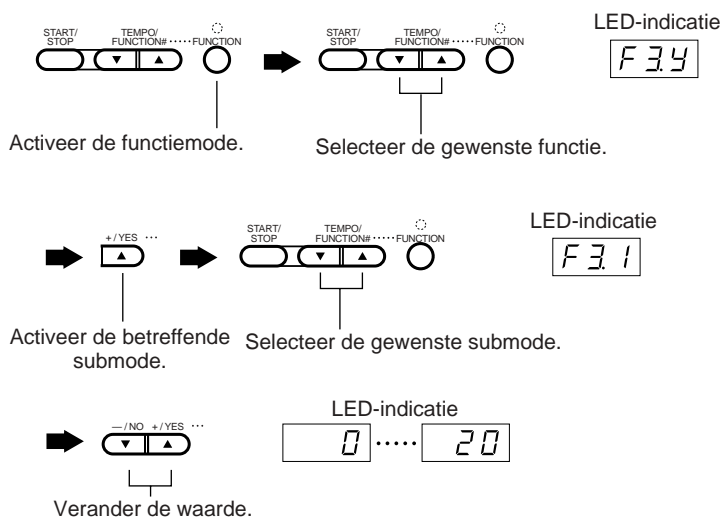 LED-indicatie
START/ STOP TEMPO/ FUNCTION# ····· FUNCTION START/ STOP TEMPO/ FUNCTION# ····· FUNCTION
▼ ▲ ▼ ▲ F 3.Y
Activeer de functiemode. Selecteer de gewenste functie.
LED-indicatie
+ / YES ··· START/ STOP TEMPO/ FUNCTION# ····· FUNCTION
▲ ▼ ▲ F 3.1
Activeer de betreffende
submode.
Selecteer de gewenste submode.
LED-indicatie
— / NO + / YES ···
▼ ▲ 0 ····· 20
Verander de waarde.